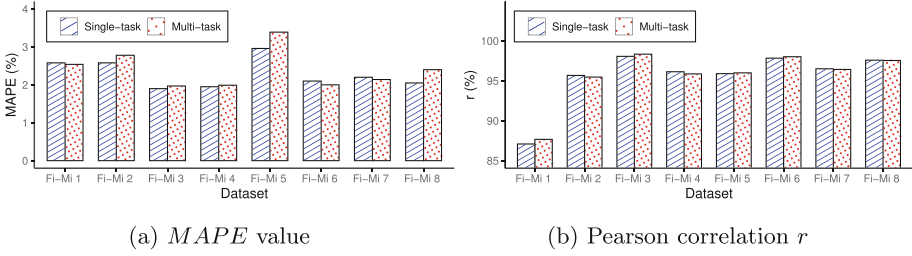 4
3
2
1
0
MAPE (%)
Single−task
Multi−task
Fi−Mi 1
Fi−Mi 2
Fi−Mi 3
Fi−Mi 4
Fi−Mi 5
Fi−Mi 6
Fi−Mi 7
Fi−Mi 8
Dataset
(a) MAPE value
100
95
90
85
r (%)
Single−task
Multi−task
Fi−Mi 1
Fi−Mi 2
Fi−Mi 3
Fi−Mi 4
Fi−Mi 5
Fi−Mi 6
Fi−Mi 7
Fi−Mi 8
Dataset
(b) Pearson correlation r